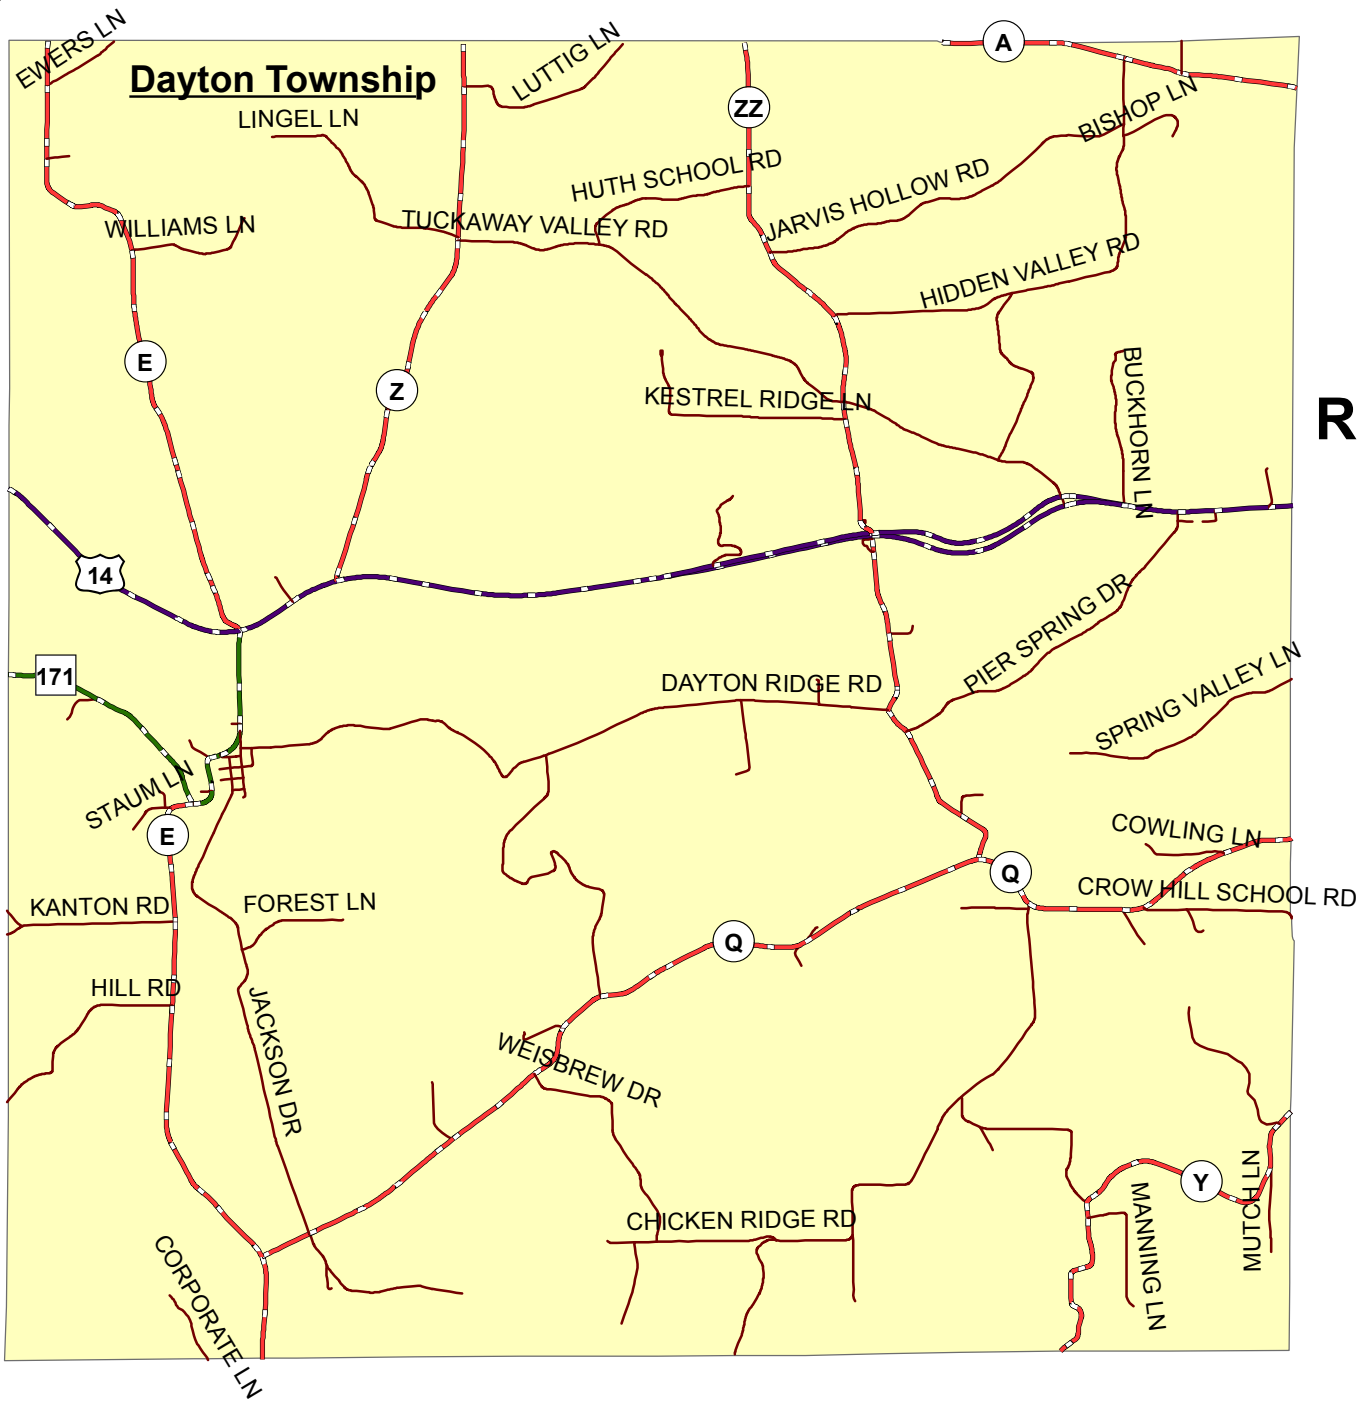 EWERS LN
Dayton Township
LUTTIG LN
A
ZZ
LINGEL LN
BISHOP LN
HUTH SCHOOL RD
JARVIS HOLLOW RD
WILLIAMS LN
TUCKAWAY VALLEY RD
HIDDEN VALLEY RD
E
Z
KESTREL RIDGE LN
BUCKHORN LN
R
14
171
PIER SPRING DR
DAYTON RIDGE RD
SPRING VALLEY LN
STAUM LN
E
COWLING LN
Q
CROW HILL SCHOOL RD
KANTON RD
FOREST LN
Q
HILL RD
JACKSON DR
WEISBREW DR
Y
MUTCH LN
MANNING LN
CHICKEN RIDGE RD
CORPORATE LN